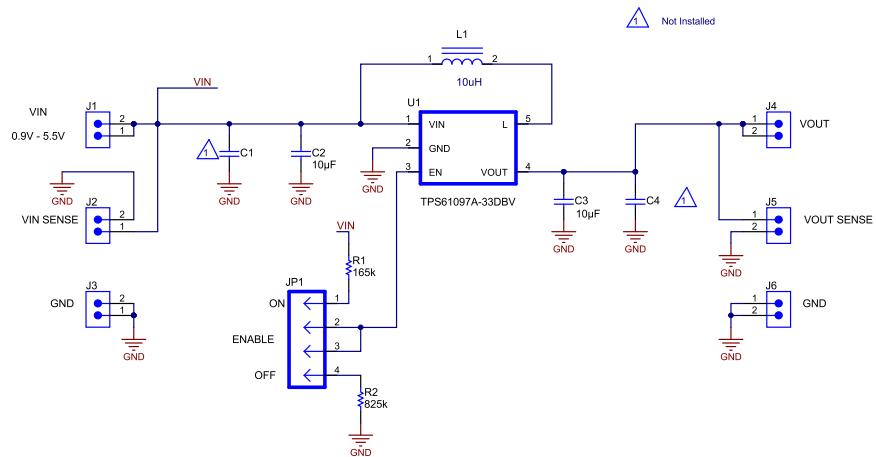 1 Not Installed
L1
1 2
10uH
VIN
VIN
0.9V - 5.5V
J1
2
1
U1
1 VIN L 5
2 GND
3 EN VOUT 4
TPS61097A-33DBV
1 C1
GND
C2
10µF
GND
GND
C3
10µF
GND
C4
1
GND
J4
1
2
VOUT
GND
VIN SENSE
J2
2
1
J5
1
2
VOUT SENSE
GND
VIN
R1
165k
JP1
ON 1
ENABLE 2
3
OFF 4
R2
825k
GND
GND
J3
2
1
GND
J6
1
2
GND
GND